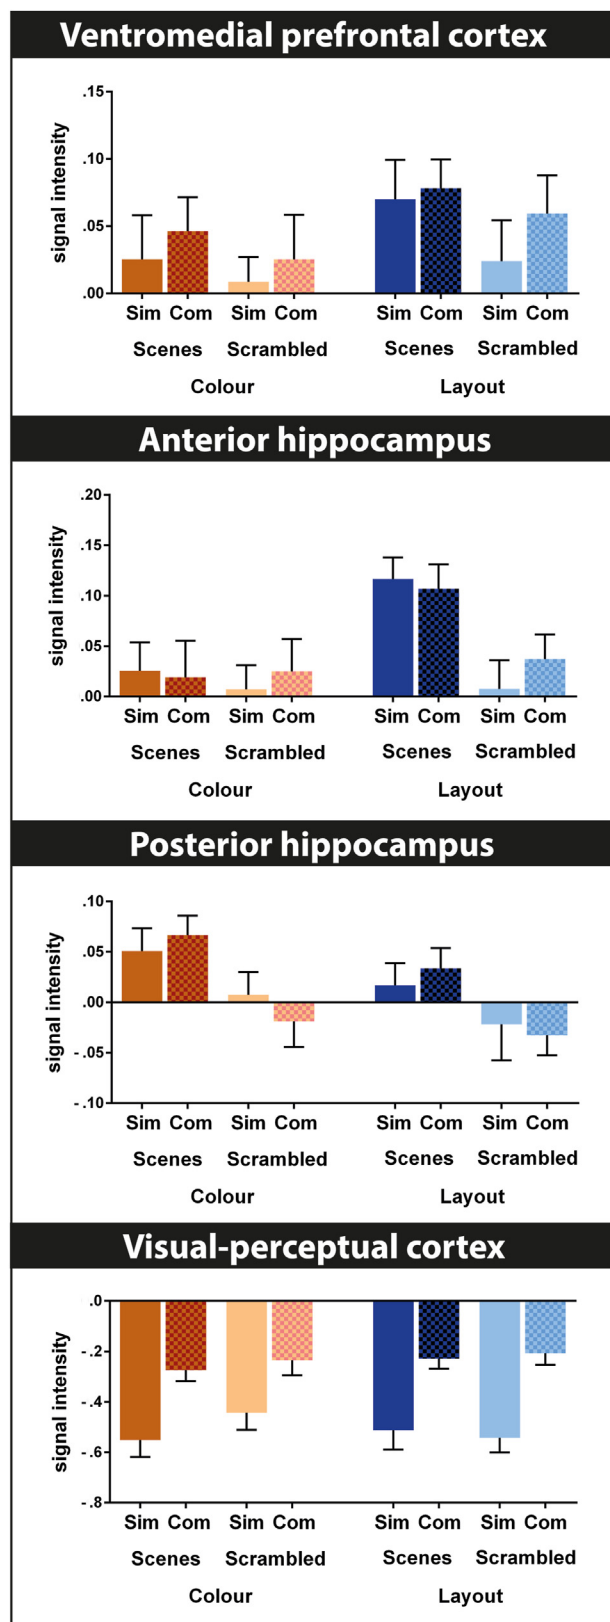 Ventromedial prefrontal cortex
signal intensity
.15
.10
.05
.00
Sim Com Sim Com Sim Com Sim Com
Scenes Scrambled Scenes Scrambled
Colour Layout
Anterior hippocampus
signal intensity
.20
.15
.10
.05
.00
Sim Com Sim Com Sim Com Sim Com
Scenes Scrambled Scenes Scrambled
Colour Layout
Posterior hippocampus
signal intensity
.10
.05
.00
-.05
-.10
Sim Com Sim Com Sim Com Sim Com
Scenes Scrambled Scenes Scrambled
Colour Layout
Visual-perceptual cortex
signal intensity
.0
-.2
-.4
-.6
-.8
Sim Com Sim Com Sim Com Sim Com
Scenes Scrambled Scenes Scrambled
Colour Layout